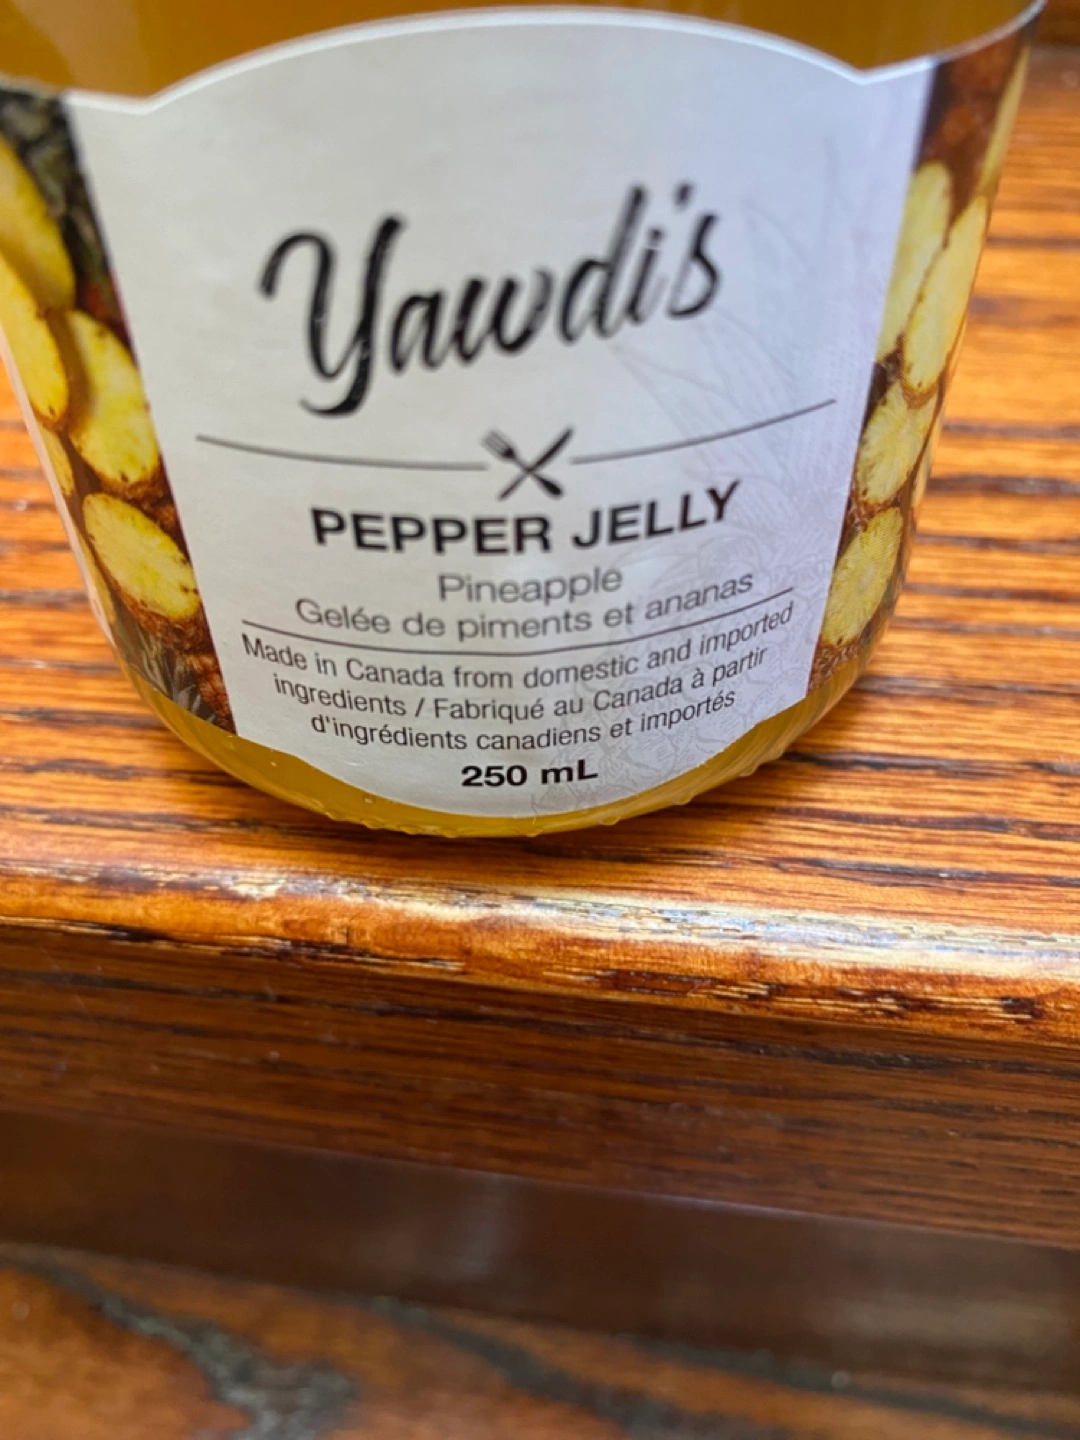 Yawdi's
PEPPER JELLY
Pineapple
Gelée de piments et ananas
Made in Canada from domestic and imported
ingredients / Fabriqué au Canada à partir
d'ingrédients canadiens et importés
250 mL